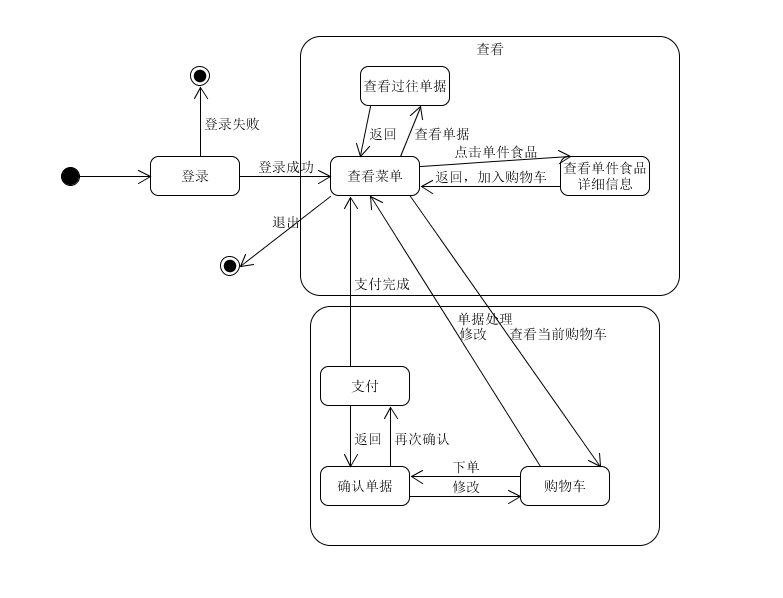 查看
查看过往单据
登录失败
返回
查看单据
点击单件食品
登录成功
登录
查看菜单
返回，加入购物车
查看单件食品
详细信息
退出
支付完成
单据处理
修改
查看当前购物车
支付
返回
再次确认
下单
确认单据
修改
购物车